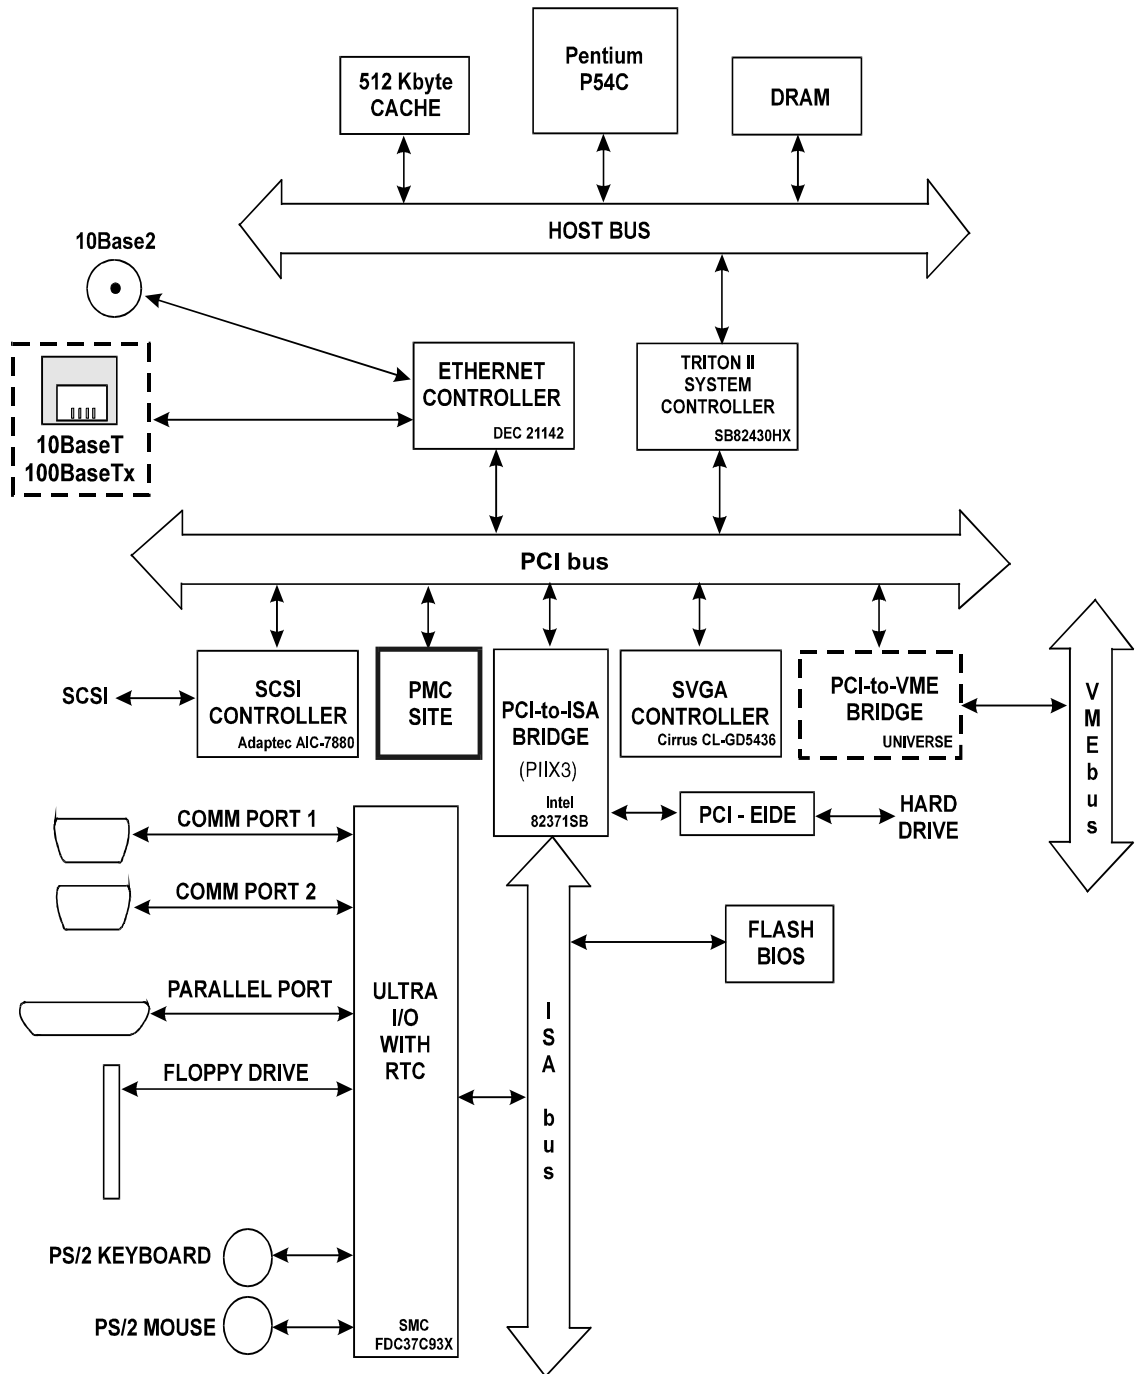 Pentium
P54C
512 Kbyte
CACHE
DRAM
HOST BUS
10Base2
10BaseT
100BaseTx
ETHERNET
CONTROLLER
DEC 21142
TRITON II
SYSTEM
CONTROLLER
SB82430HX
PCI bus
SCSI
SCSI
CONTROLLER
Adaptec AIC-7880
PMC
SITE
PCI-to-ISA
BRIDGE
(PIIX3)
Intel
82371SB
SVGA
CONTROLLER
Cirrus CL-GD5436
PCI-to-VME
BRIDGE
UNIVERSE
VMEbus
PCI - EIDE
HARD
DRIVE
COMM PORT 1
COMM PORT 2
PARALLEL PORT
FLOPPY DRIVE
PS/2 KEYBOARD
PS/2 MOUSE
ULTRA
I/O
WITH
RTC
SMC
FDC37C93X
ISA bus
FLASH
BIOS